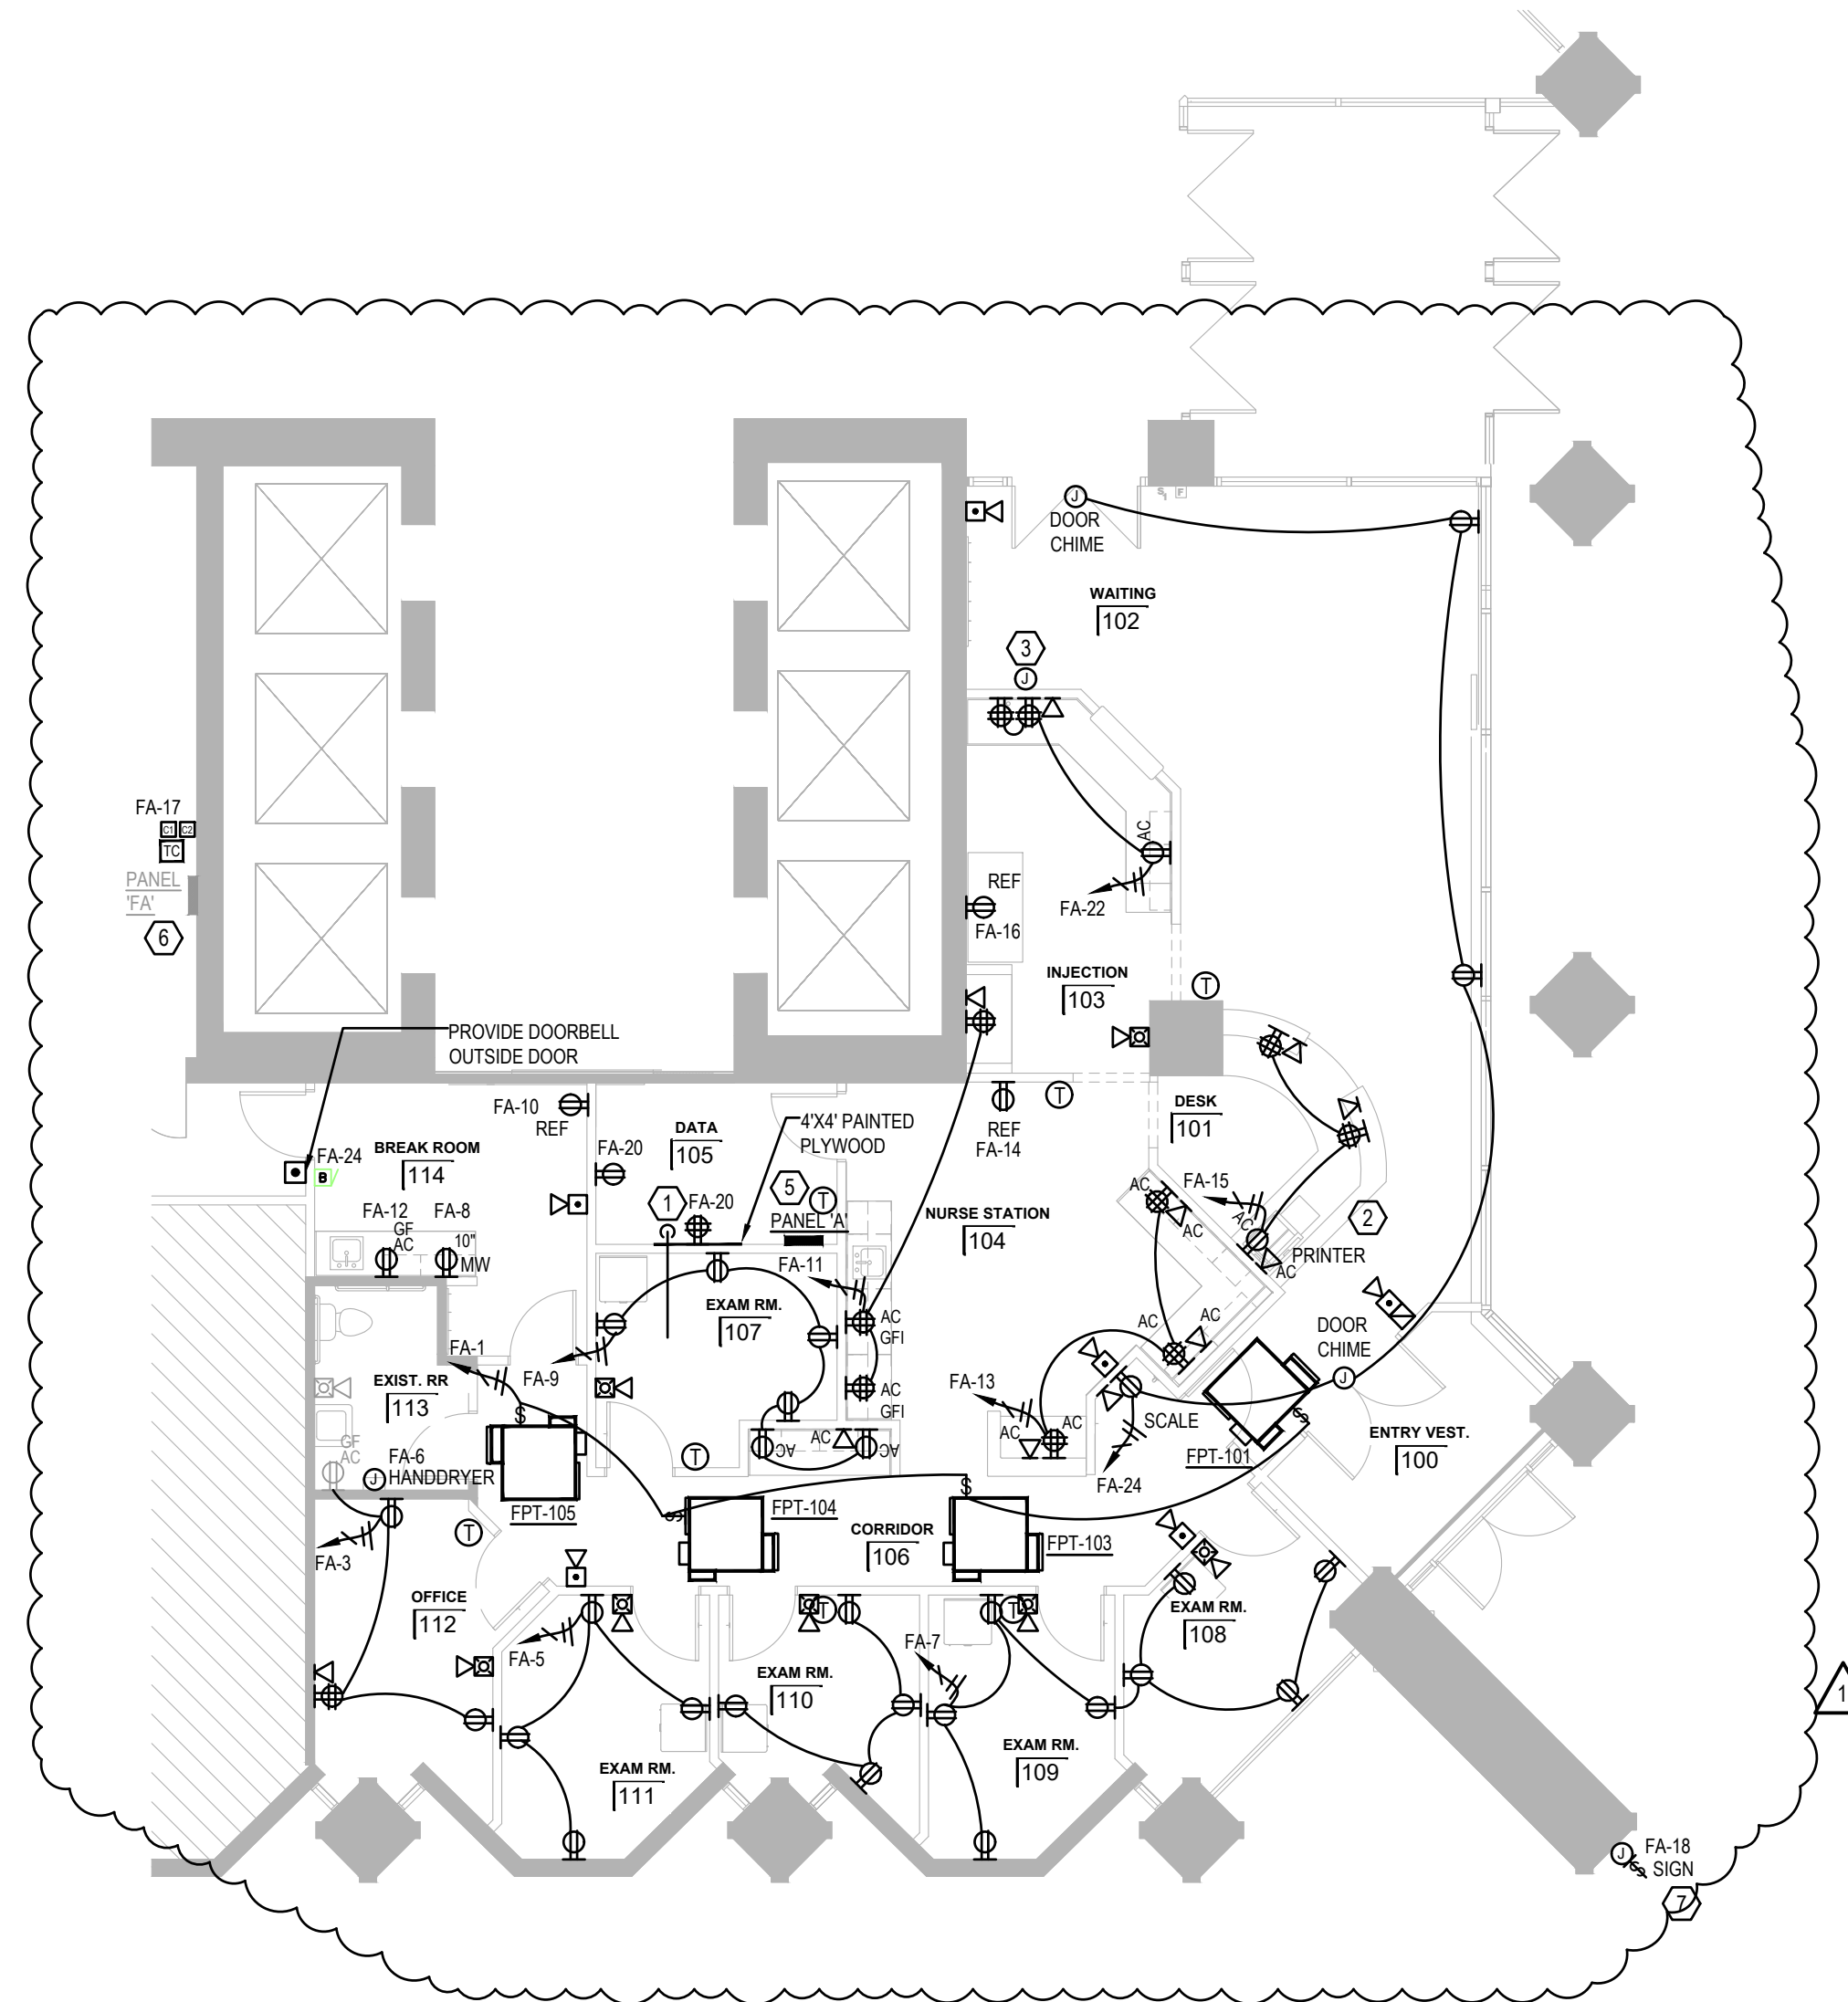 J
DOOR
CHIME
S
F
WAITING
102
3
J
FA-17
C1 C2
TC
PANEL
'FA'
6
AC
REF
FA-22
FA-16
INJECTION
103
T
PROVIDE DOORBELL
OUTSIDE DOOR
FA-10
REF
FA-20
DATA
105
4'X4' PAINTED
PLYWOOD
T
REF
FA-14
DESK
101
FA-24
B
BREAK ROOM
114
FA-12
GF
AC
FA-8
10"
MW
1
FA-20
5
T
PANEL 'A'
NURSE STATION
104
AC
AC
FA-15
AC
PRINTER
AC
2
FA-11
EXAM RM.
107
AC
GFI
AC
GFI
AC
AC
DOOR
CHIME
J
FA-1
FA-9
EXIST. RR
113
GF
AC
FA-6
J
HANDDRYER
S
FPT-105
T
AC
AC
AC
FA-13
AC
AC
SCALE
FA-24
FPT-101
S
ENTRY VEST.
100
FA-3
T
S
FPT-104
CORRIDOR
106
S
FPT-103
OFFICE
112
FA-5
T
FA-7
T
EXAM RM.
108
EXAM RM.
110
EXAM RM.
111
EXAM RM.
109
1
J
S
FA-18
SIGN
7